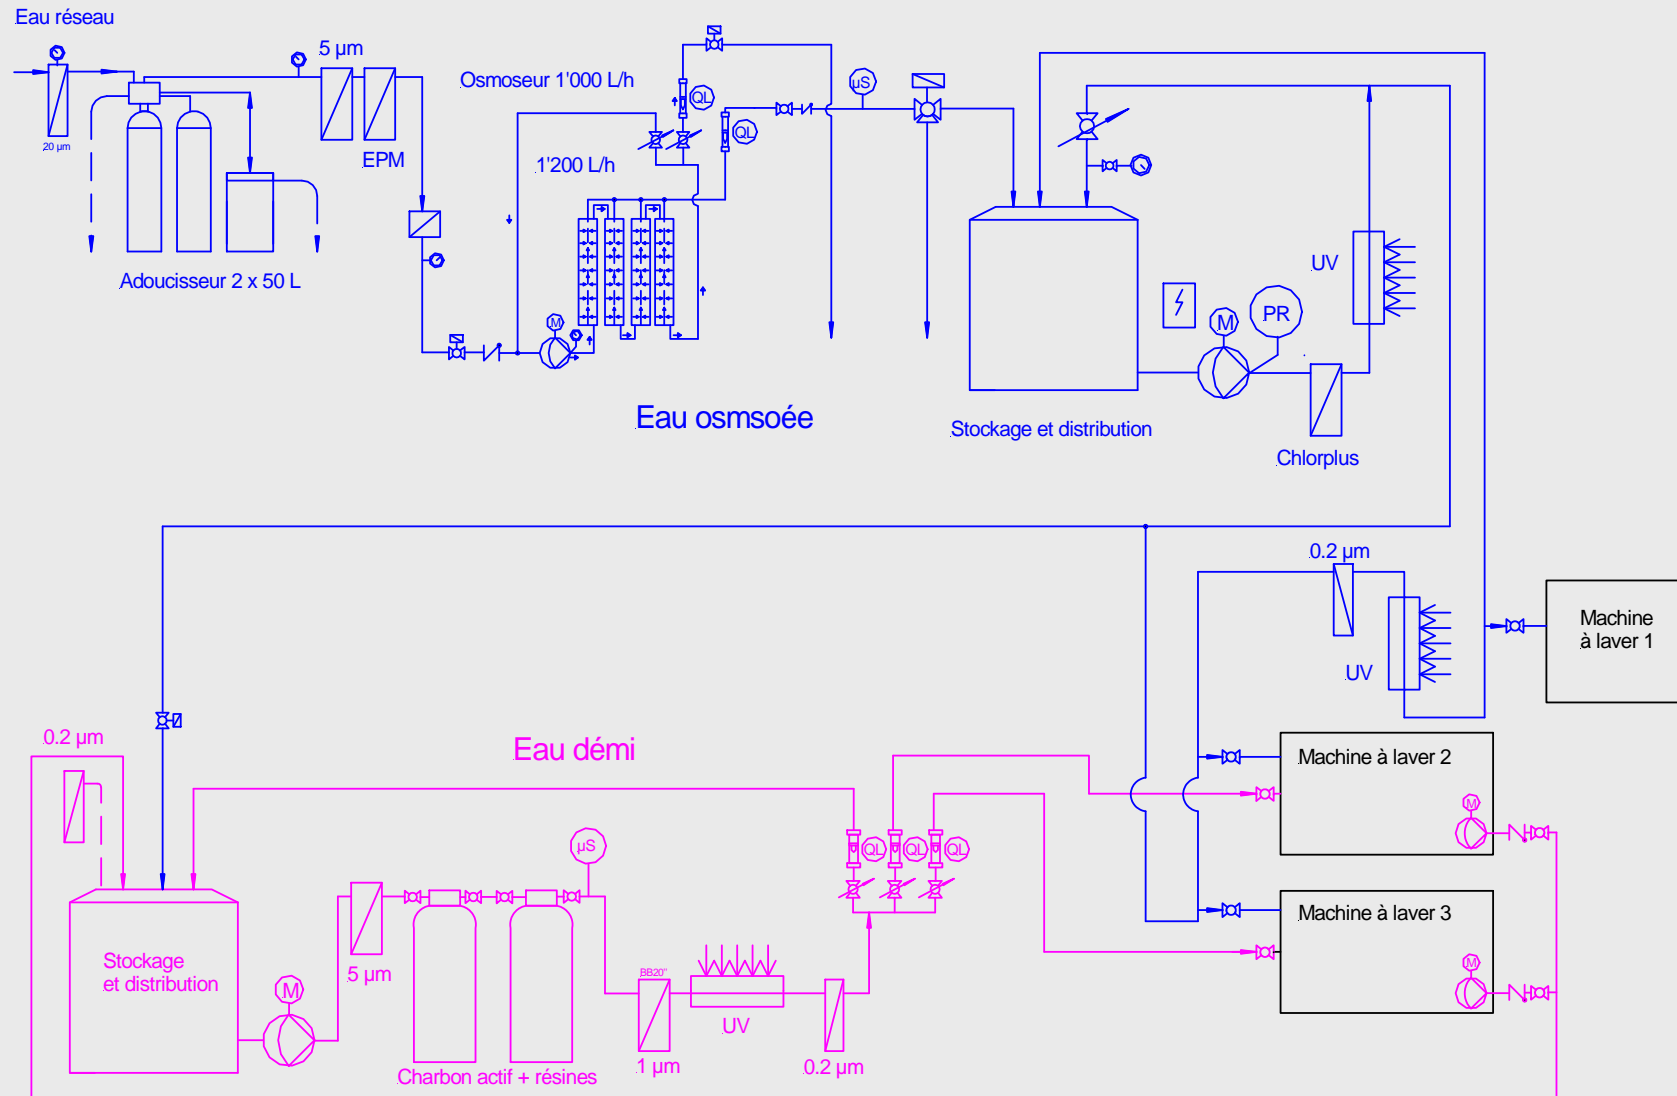 Eau réseau
5 µm
20 µm
EPM
Adoucisseur 2 x 50 L
Osmoseur 1'000 L/h
1'200 L/h
QL
QL
µS
M
Eau osmsoée
Stockage et distribution
M
PR
UV
Chlorplus
0.2 µm
UV
Machine
à laver 1
0.2 µm
Eau démi
Machine à laver 2
M
QL
QL
QL
µS
Machine à laver 3
M
Stockage
et distribution
M
5 µm
Charbon actif + résines
BB20"
1 µm
UV
0.2 µm